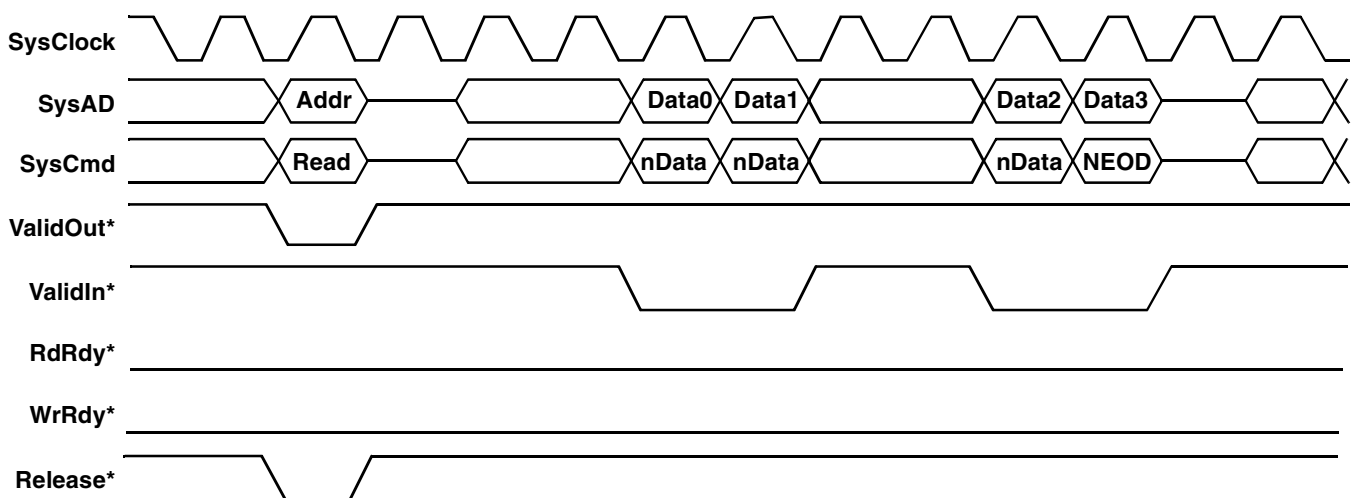 SysClock
SysAD Addr Data0 Data1 Data2 Data3
SysCmd Read nData nData nData NEOD
ValidOut*
ValidIn*
RdRdy*
WrRdy*
Release*